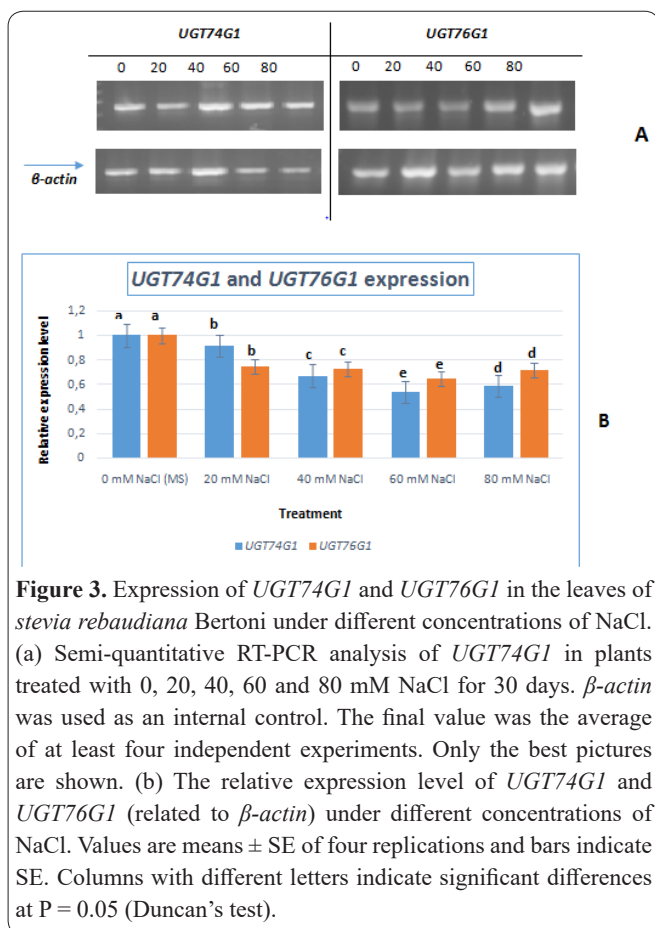 UGT74G1 UGT76G1
0 20 40 60 80 0 20 40 60 80
A
β-actin
UGT74G1 and UGT76G1 expression
Relative expression level
1,2
1
0,8
0,6
0,4
0,2
0
a a b b c c e e d d
0 mM NaCl (MS) 20 mM NaCl 40 mM NaCl 60 mM NaCl 80 mM NaCl
Treatment
UGT74G1 UGT76G1
B
Figure 3. Expression of UGT74G1 and UGT76G1 in the leaves of
stevia rebaudiana Bertoni under different concentrations of NaCl.
(a) Semi-quantitative RT-PCR analysis of UGT74G1 in plants
treated with 0, 20, 40, 60 and 80 mM NaCl for 30 days. β-actin
was used as an internal control. The final value was the average
of at least four independent experiments. Only the best pictures
are shown. (b) The relative expression level of UGT74G1 and
UGT76G1 (related to β-actin) under different concentrations of
NaCl. Values are means ± SE of four replications and bars indicate
SE. Columns with different letters indicate significant differences
at P = 0.05 (Duncan's test).